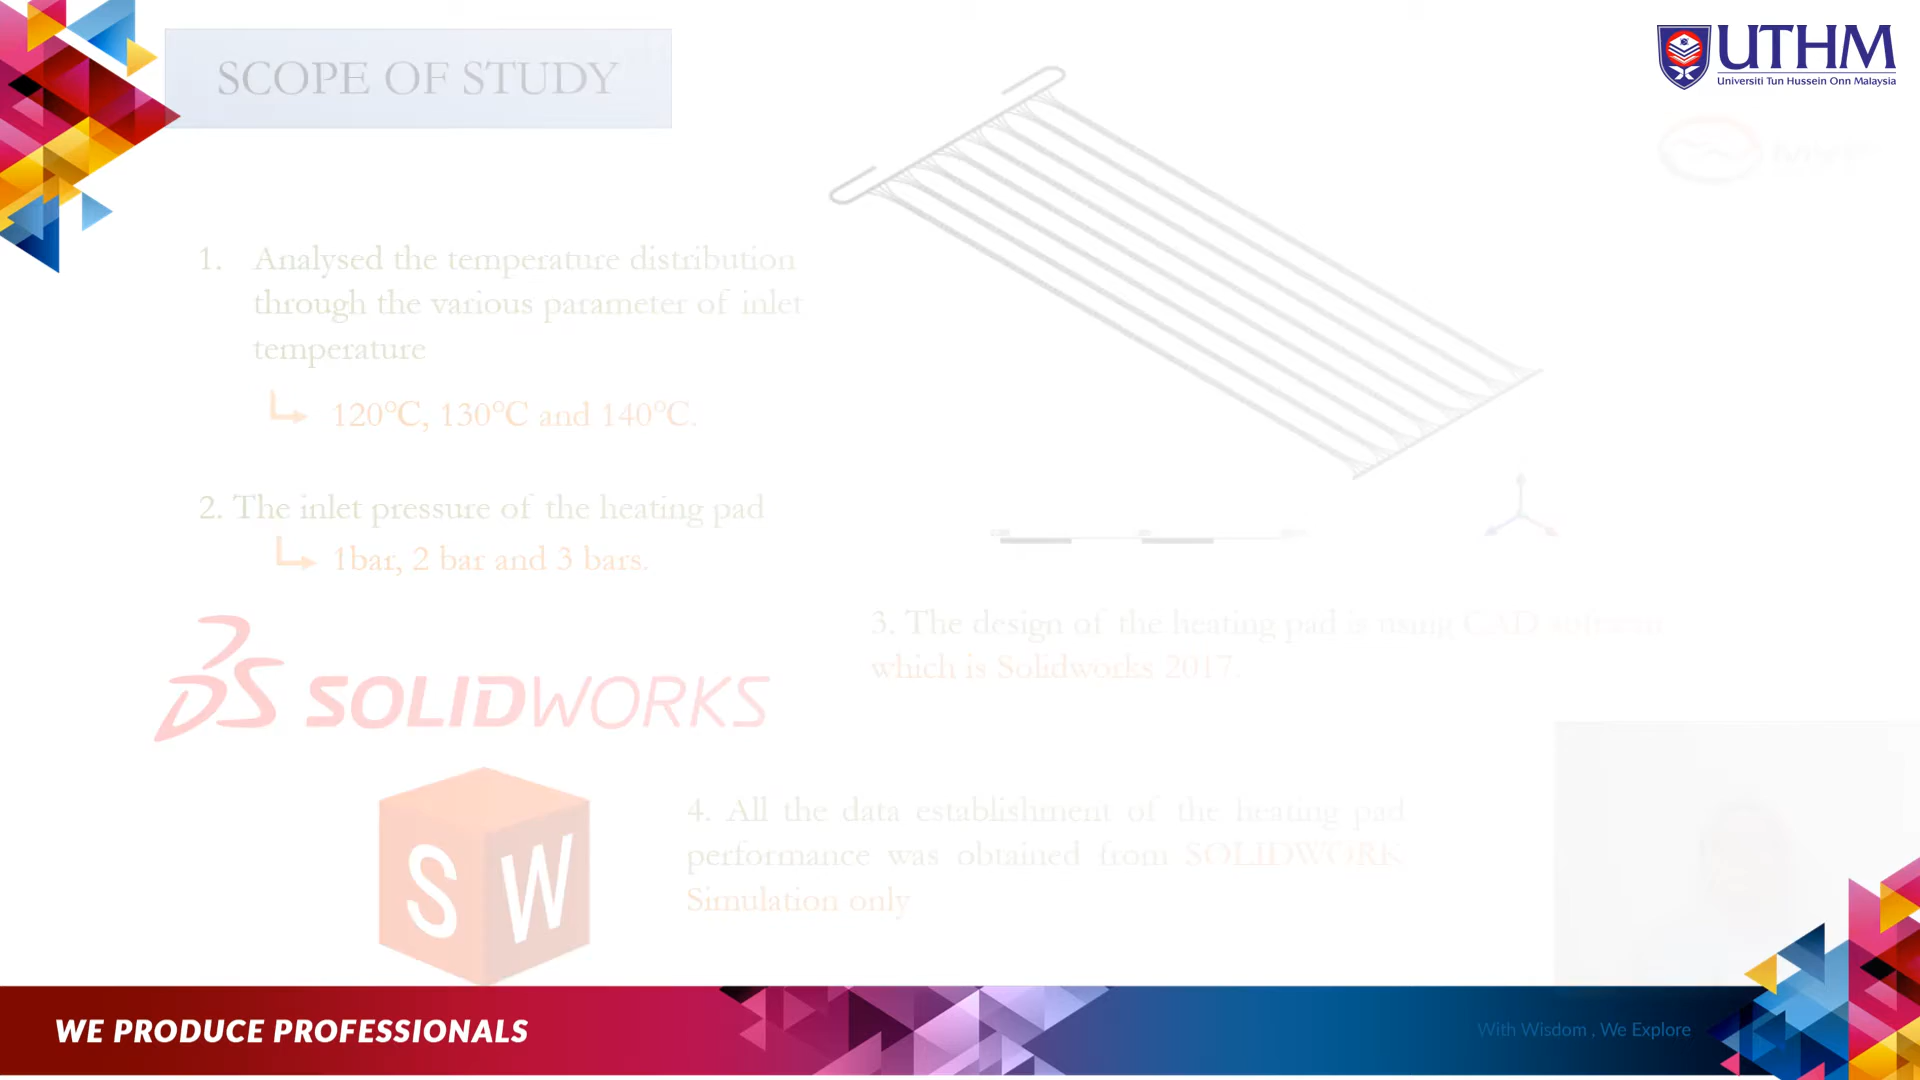 SCOPE OF STUDY
UTHM
Universiti Tun Hussein Onn Malaysia
1. Analysed the temperature distribution
through the various parameter of inlet
temperature
120°C, 130°C and 140°C.
2. The inlet pressure of the heating pad
1bar, 2 bar and 3 bars.
3. The design of the heating pad is using CAD
which is Solidworks 2017.
SOLIDWORKS
4. All the data establishment of the heating pad
performance was obtained from SOLIDWORK
Simulation only
S W
WE PRODUCE PROFESSIONALS
With Wisdom , We Explore